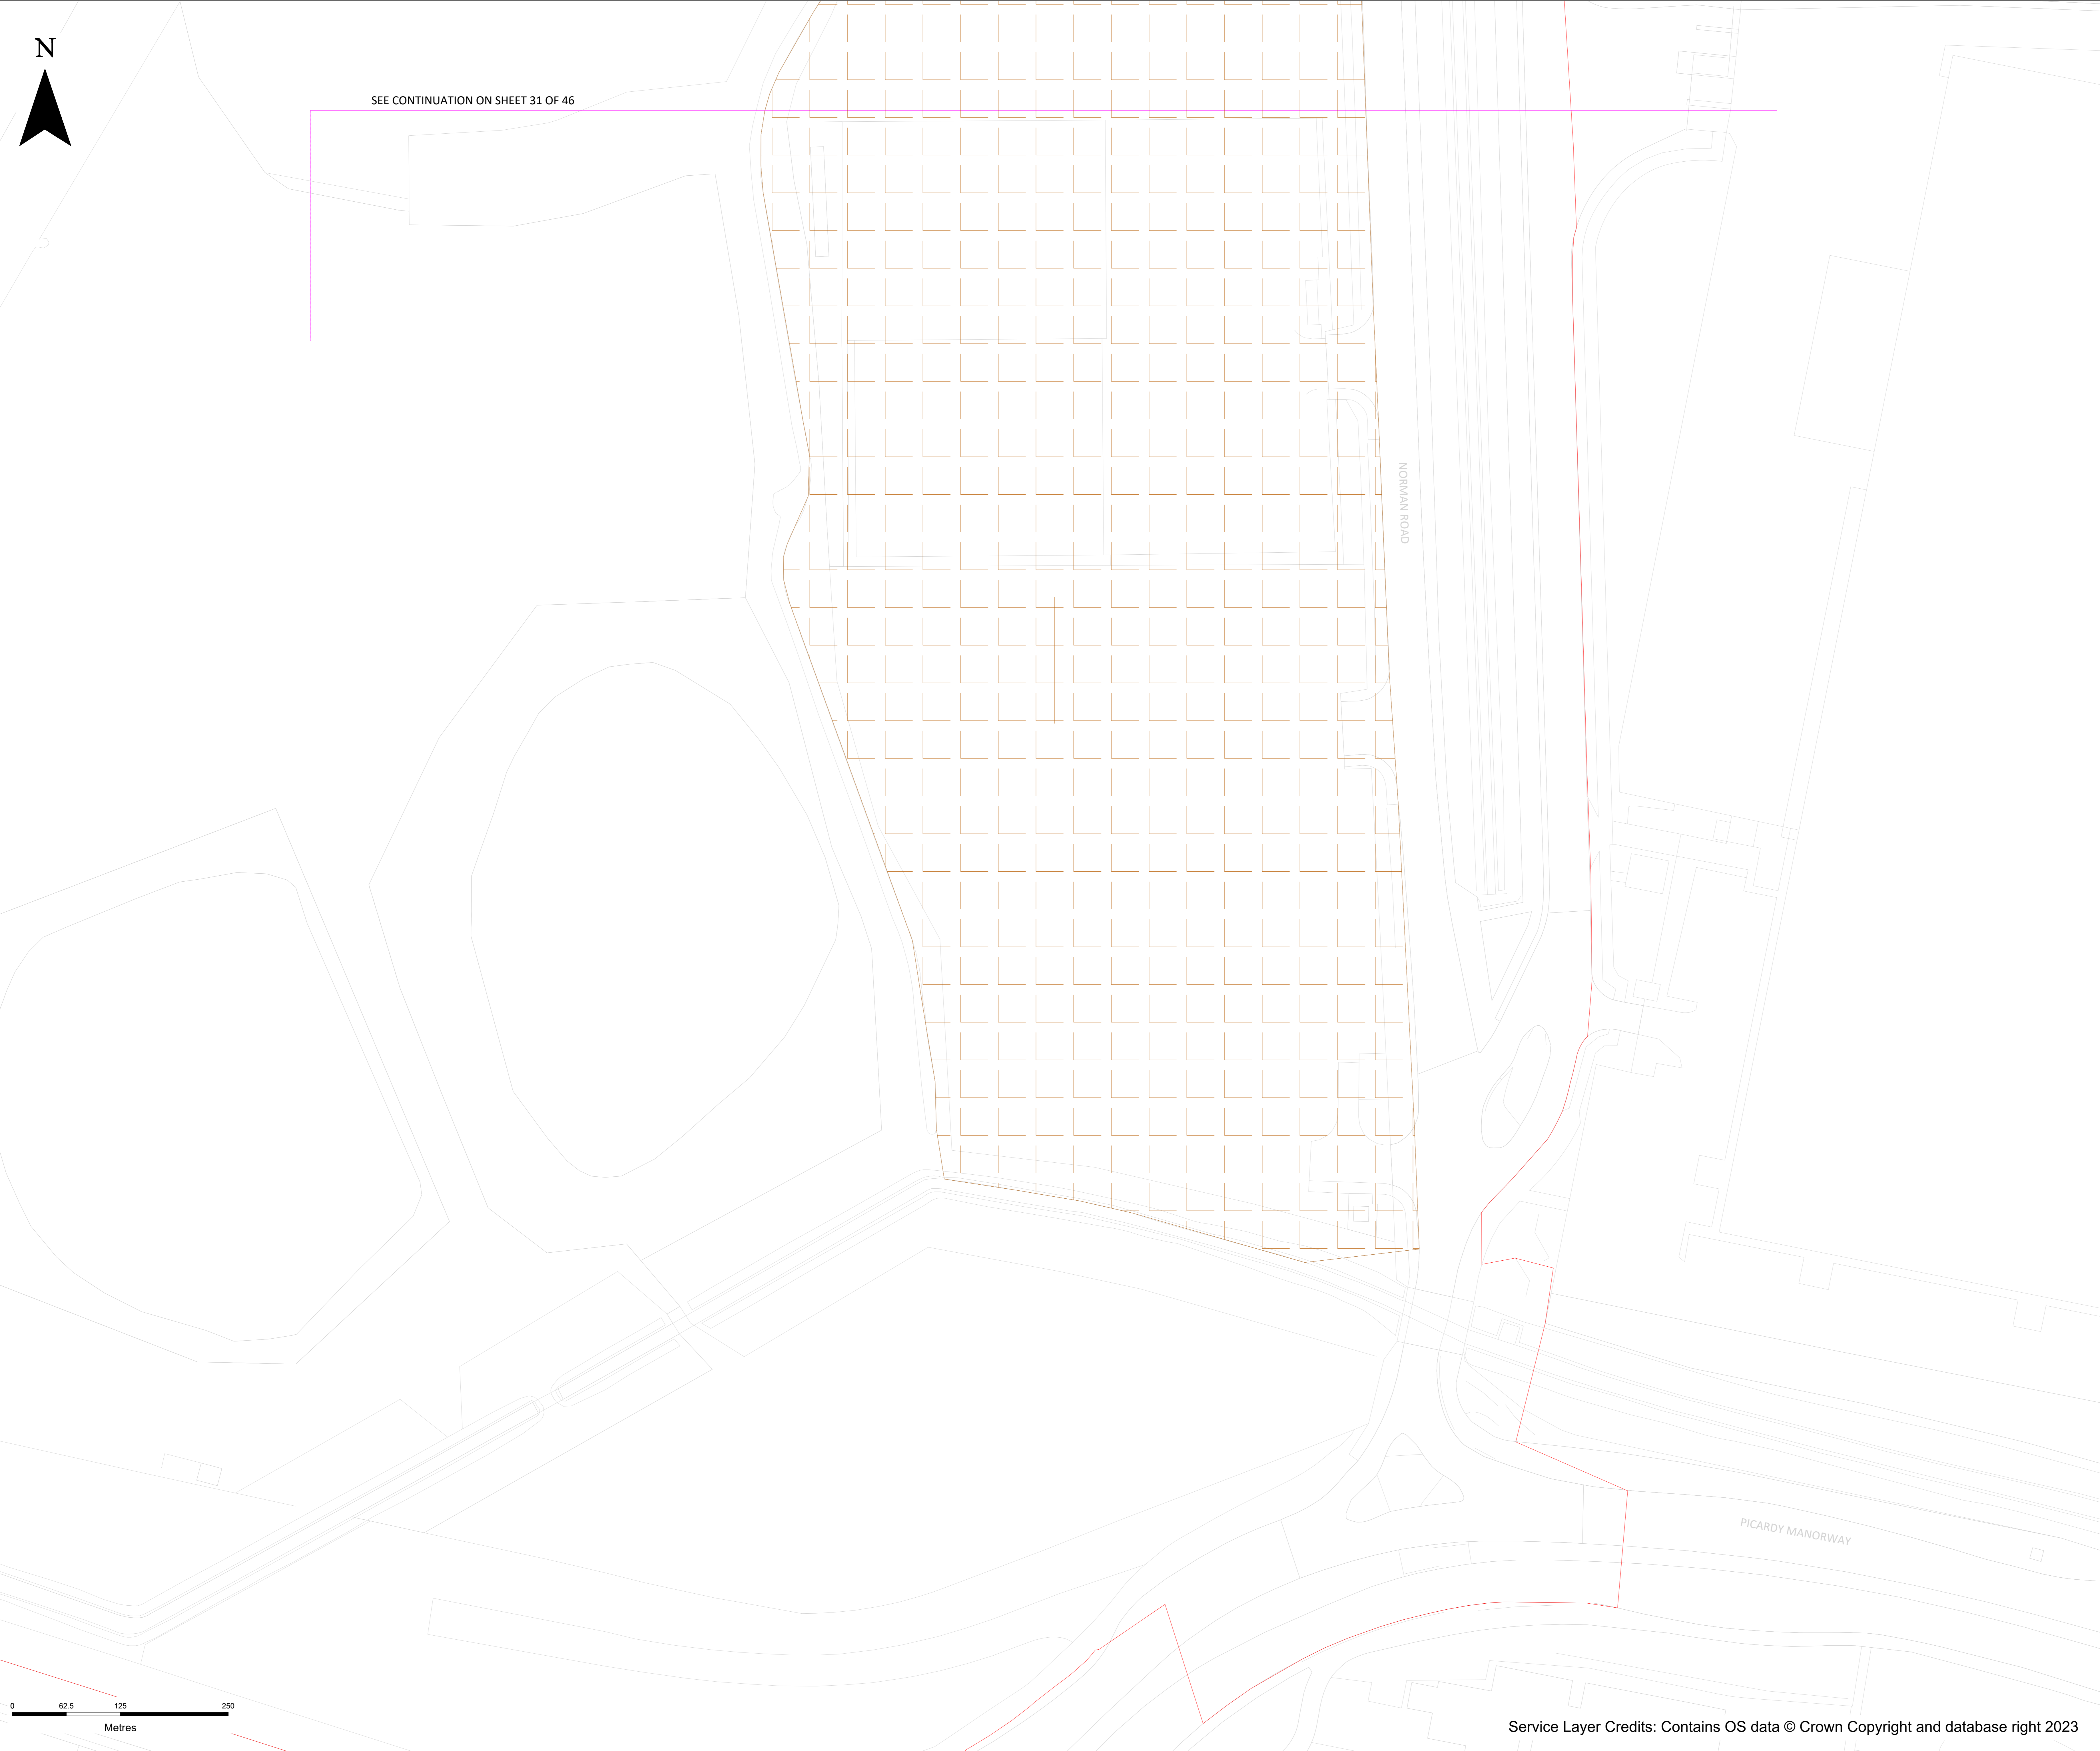 N
SEE CONTINUATION ON SHEET 31 OF 46
NORMAN ROAD
PICARDY MANORWAY
0 62.5 125 250
Metres
Service Layer Credits: Contains OS data © Crown Copyright and database right 2023